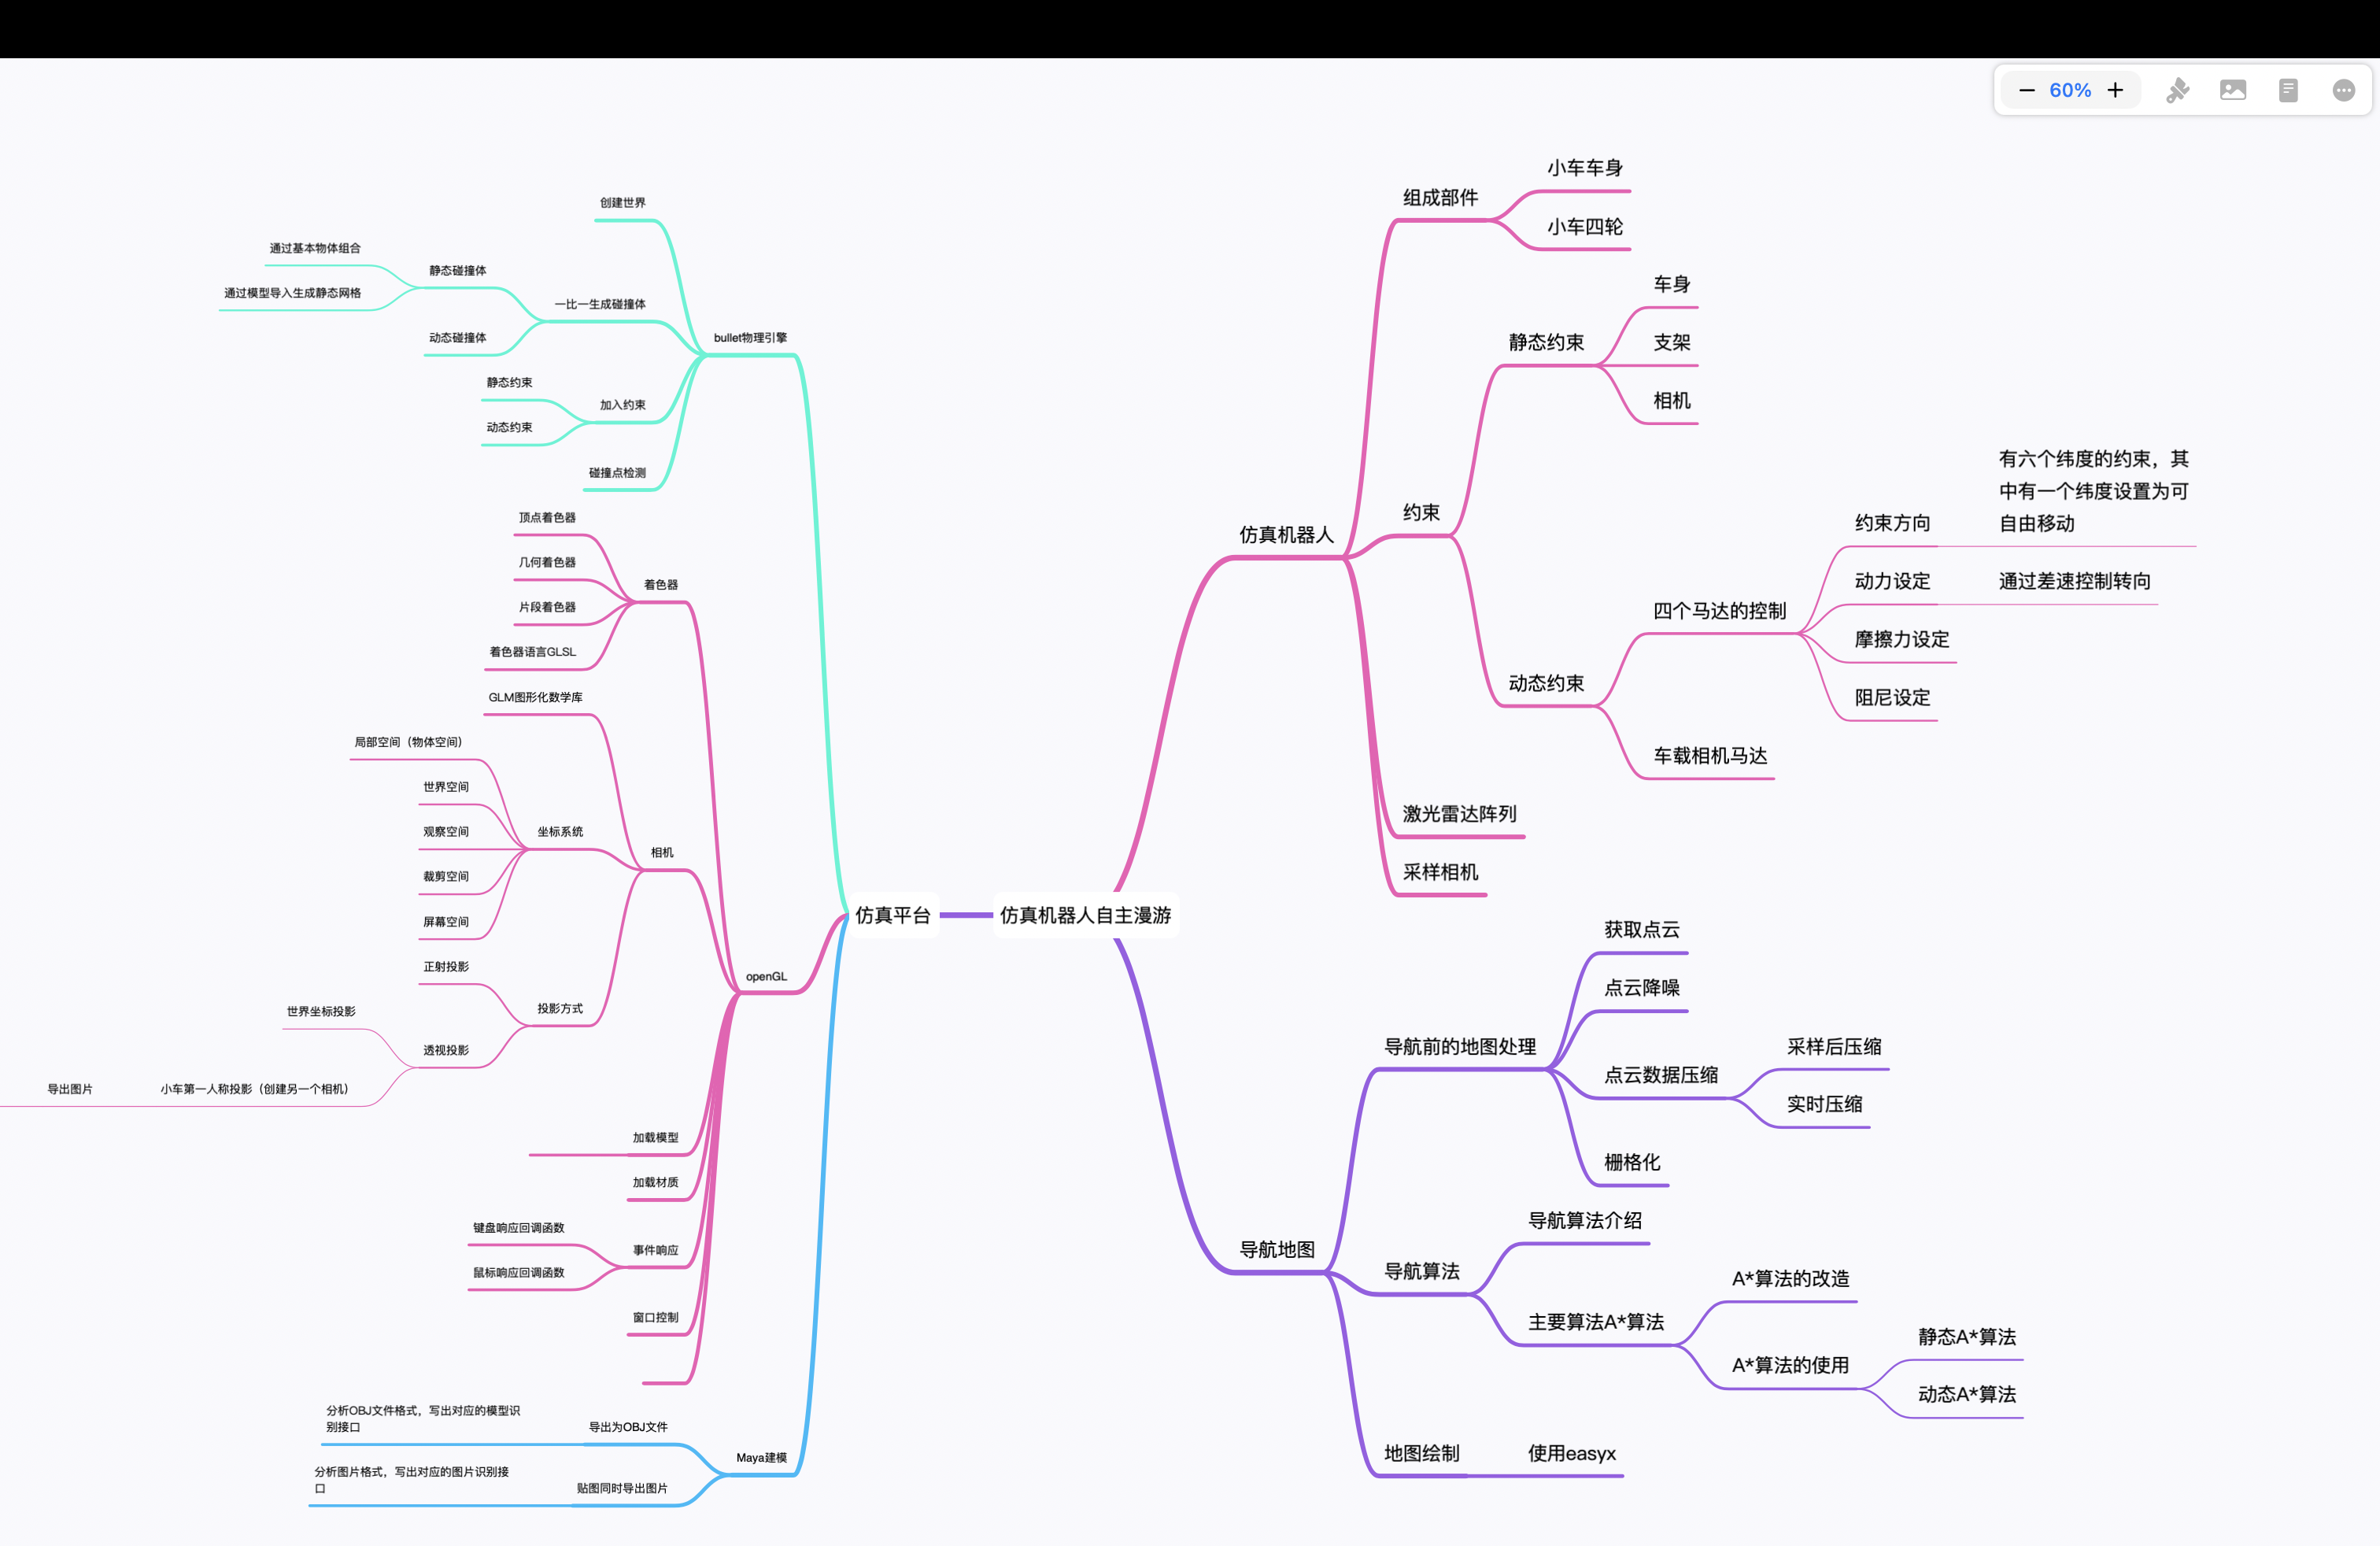 60%
创建世界
通过基本物体组合
静态碰撞体
通过模型导入生成静态网格
一比一生成碰撞体
动态碰撞体
bullet物理引擎
静态约束
加入约束
动态约束
碰撞点检测
顶点着色器
几何着色器
着色器
片段着色器
着色器语言GLSL
GLM图形化数学库
局部空间（物体空间）
世界空间
观察空间
坐标系统
相机
裁剪空间
屏幕空间
正射投影
世界坐标投影
投影方式
透视投影
导出图片
小车第一人称投影（创建另一个相机）
openGL
加载模型
加载材质
键盘响应回调函数
事件响应
鼠标响应回调函数
窗口控制
分析OBJ文件格式，写出对应的模型识
别接口
导出为OBJ文件
Maya建模
分析图片格式，写出对应的图片识别接
口
贴图同时导出图片
仿真平台
仿真机器人自主漫游
仿真机器人
组成部件
小车车身
小车四轮
约束
静态约束
车身
支架
相机
动态约束
四个马达的控制
约束方向
有六个纬度的约束，其
中有一个纬度设置为可
自由移动
动力设定
通过差速控制转向
摩擦力设定
阻尼设定
车载相机马达
激光雷达阵列
采样相机
导航地图
导航前的地图处理
获取点云
点云降噪
点云数据压缩
采样后压缩
实时压缩
栅格化
导航算法
导航算法介绍
主要算法A*算法
A*算法的改造
A*算法的使用
静态A*算法
动态A*算法
地图绘制
使用easyx